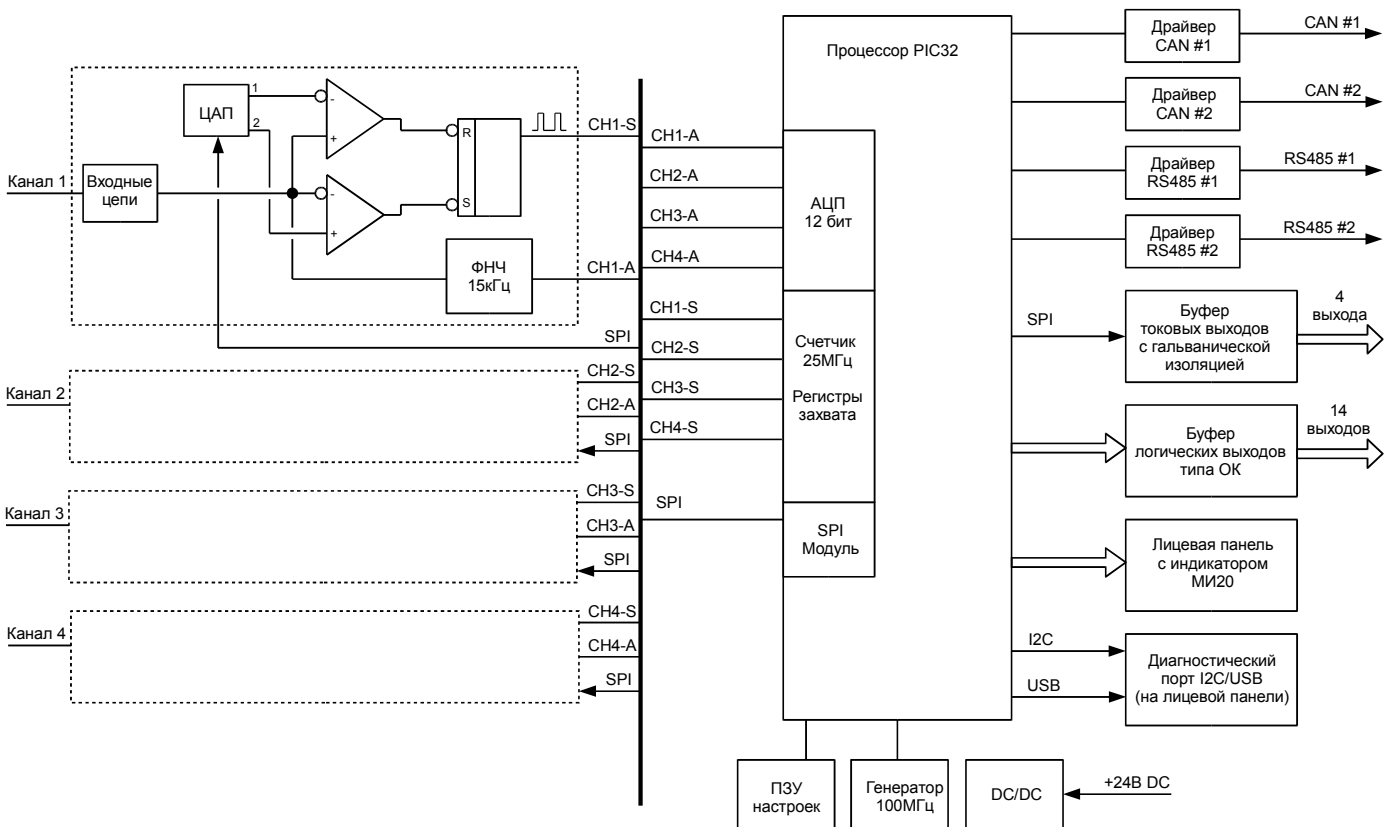 Канал 1
Входные
цепи
ЦАП
1
2
-
+
-
+
R
S
ФНЧ
15кГц
CH1-S
CH1-A
SPI
Канал 2
CH2-S
CH2-A
SPI
Канал 3
CH3-S
CH3-A
SPI
Канал 4
CH4-S
CH4-A
SPI
CH1-A
CH2-A
CH3-A
CH4-A
CH1-S
CH2-S
CH3-S
CH4-S
SPI
Процессор PIC32
АЦП
12 бит
Счетчик
25МГц
Регистры
захвата
SPI
Модуль
ПЗУ
настроек
Генератор
100МГц
DC/DC
+24В DC
Драйвер
CAN #1
CAN #1
Драйвер
CAN #2
CAN #2
Драйвер
RS485 #1
RS485 #1
Драйвер
RS485 #2
RS485 #2
SPI
Буфер
токовых выходов
с гальванической
изоляцией
4
выхода
Буфер
логических выходов
типа ОК
14
выходов
Лицевая панель
с индикатором
МИ20
I2C
USB
Диагностический
порт I2C/USB
(на лицевой панели)